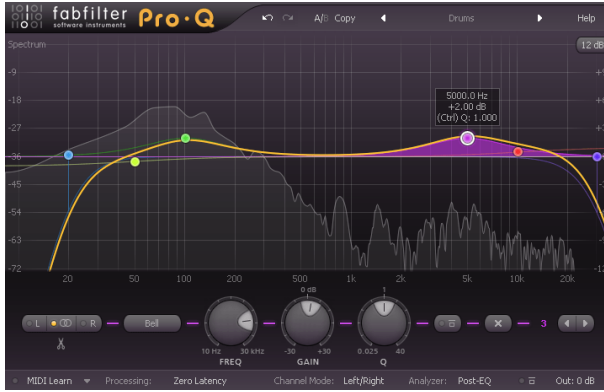 fabfilter Pro·Q A/B Copy Drums Help
software instruments
Spectrum 12 dB
-9
-18
-27
-36
-45
-54
-63
-72
5000.0 Hz
+2.00 dB
(Ctrl) Q: 1.000
20 50 100 200 500 1k 2k 5k 10k 20k
0 dB 1
L R Bell 3
10 Hz 30 kHz -30 +30 0.025 40
FREQ GAIN Q
MIDI Learn Processing: Zero Latency Channel Mode: Left/Right Analyzer: Post-EQ Out: 0 dB